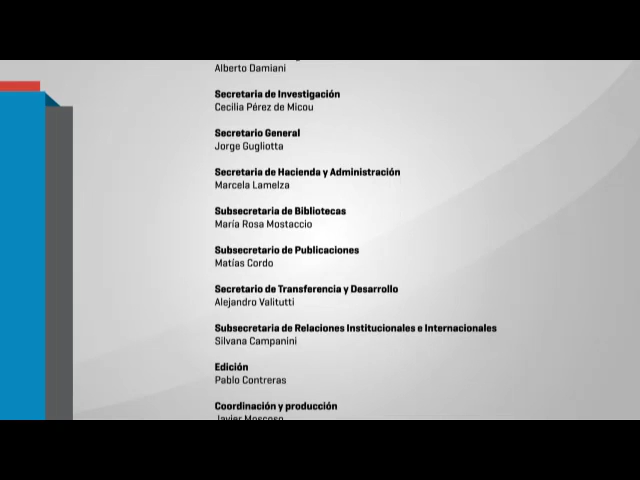 Alberto Damiani
Secretaria de Investigación
Cecilia Pérez de Micou
Secretario General
Jorge Gugliotta
Secretaria de Hacienda y Administración
Marcela Lamelza
Subsecretaria de Bibliotecas
María Rosa Mostaccio
Subsecretario de Publicaciones
Matías Cordo
Secretario de Transferencia y Desarrollo
Alejandro Valitutti
Subsecretaria de Relaciones Institucionales e Internacionales
Silvana Campanini
Edición
Pablo Contreras
Coordinación y producción
Javier Moscoso